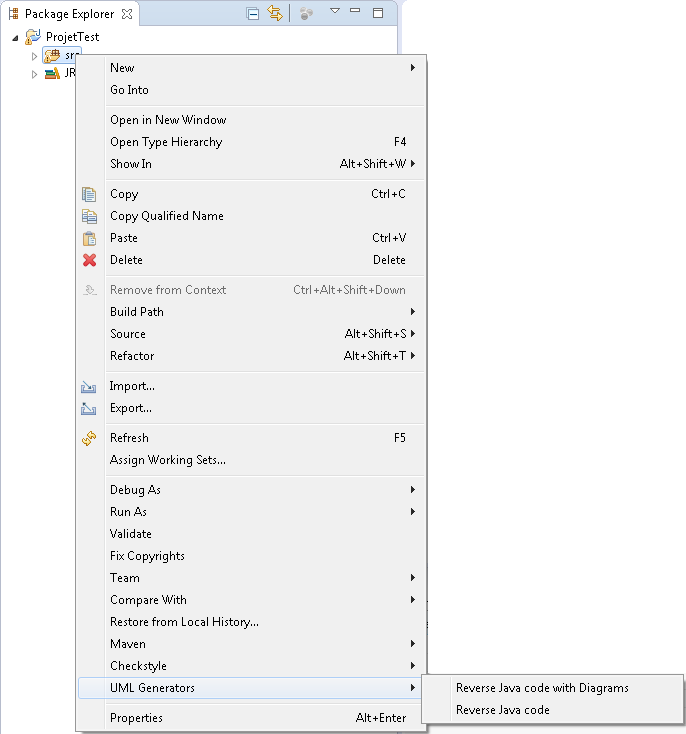 Package Explorer
ProjetTest
src
JR
New
Go Into
Open in New Window
Open Type Hierarchy F4
Show In Alt+Shift+W
Copy Ctrl+C
Copy Qualified Name
Paste Ctrl+V
Delete Delete
Remove from Context Ctrl+Alt+Shift+Down
Build Path
Source Alt+Shift+S
Refactor Alt+Shift+T
Import...
Export...
Refresh F5
Assign Working Sets...
Debug As
Run As
Validate
Fix Copyrights
Team
Compare With
Restore from Local History...
Maven
Checkstyle
UML Generators
Reverse Java code with Diagrams
Reverse Java code
Properties Alt+Enter